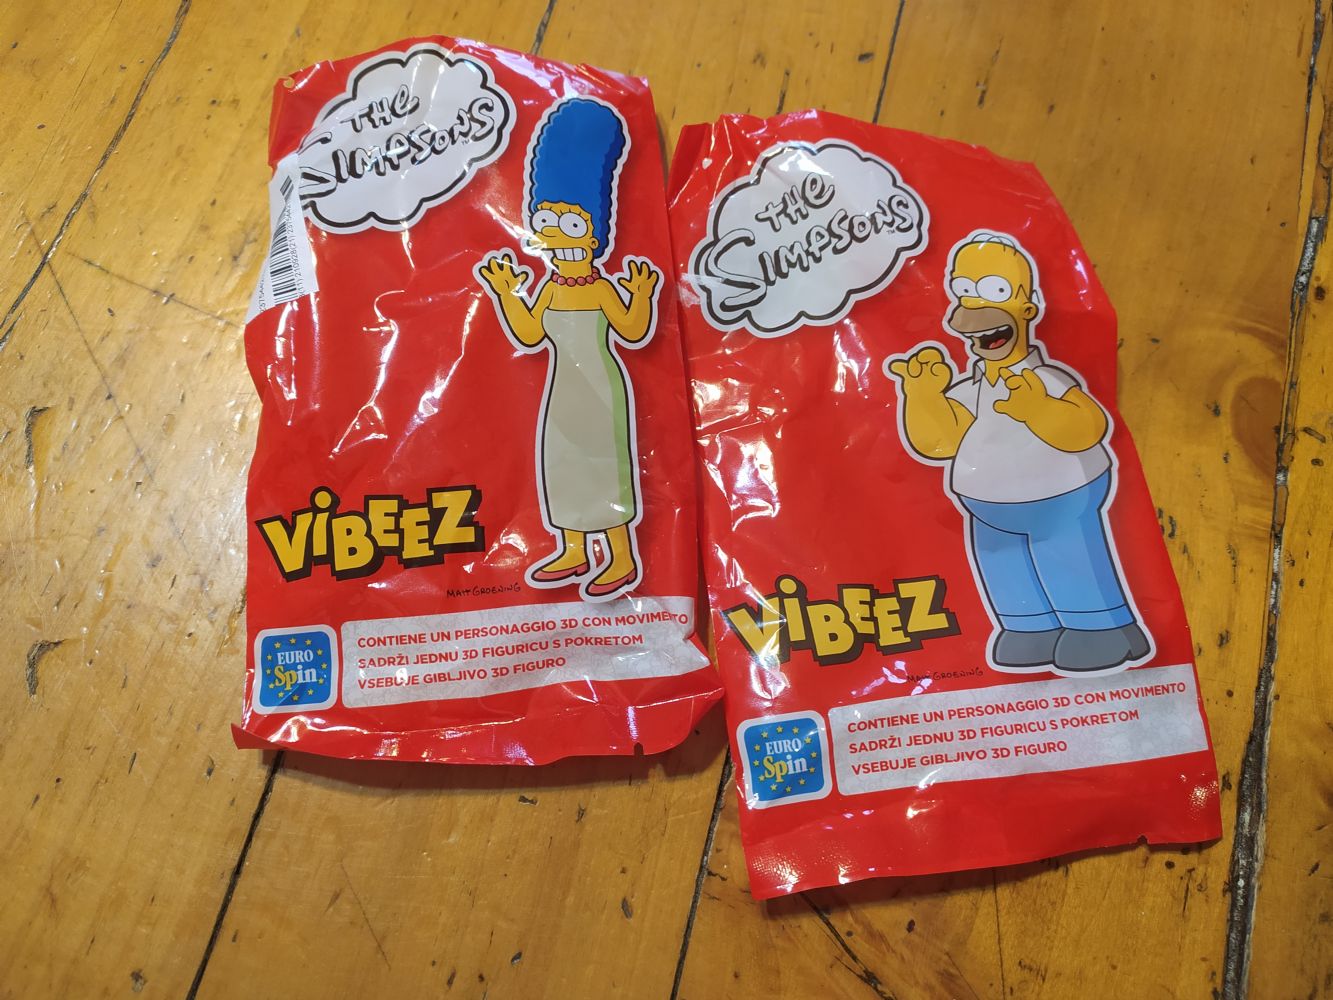 THE
SIMPSONS
VIBEEZ
MATT GROENING
EURO
Spin
CONTIENE UN PERSONAGGIO 3D CON MOVIMENTO
SADRŽI JEDNU 3D FIGURICU S POKRETOM
VSEBUJE GIBLJIVO 3D FIGURO
THE
SIMPSONS
TM
VIBEEZ
MATT GROENING
EURO
Spin
CONTIENE UN PERSONAGGIO 3D CON MOVIMENTO
SADRŽI JEDNU 3D FIGURICU S POKRETOM
VSEBUJE GIBLJIVO 3D FIGURO